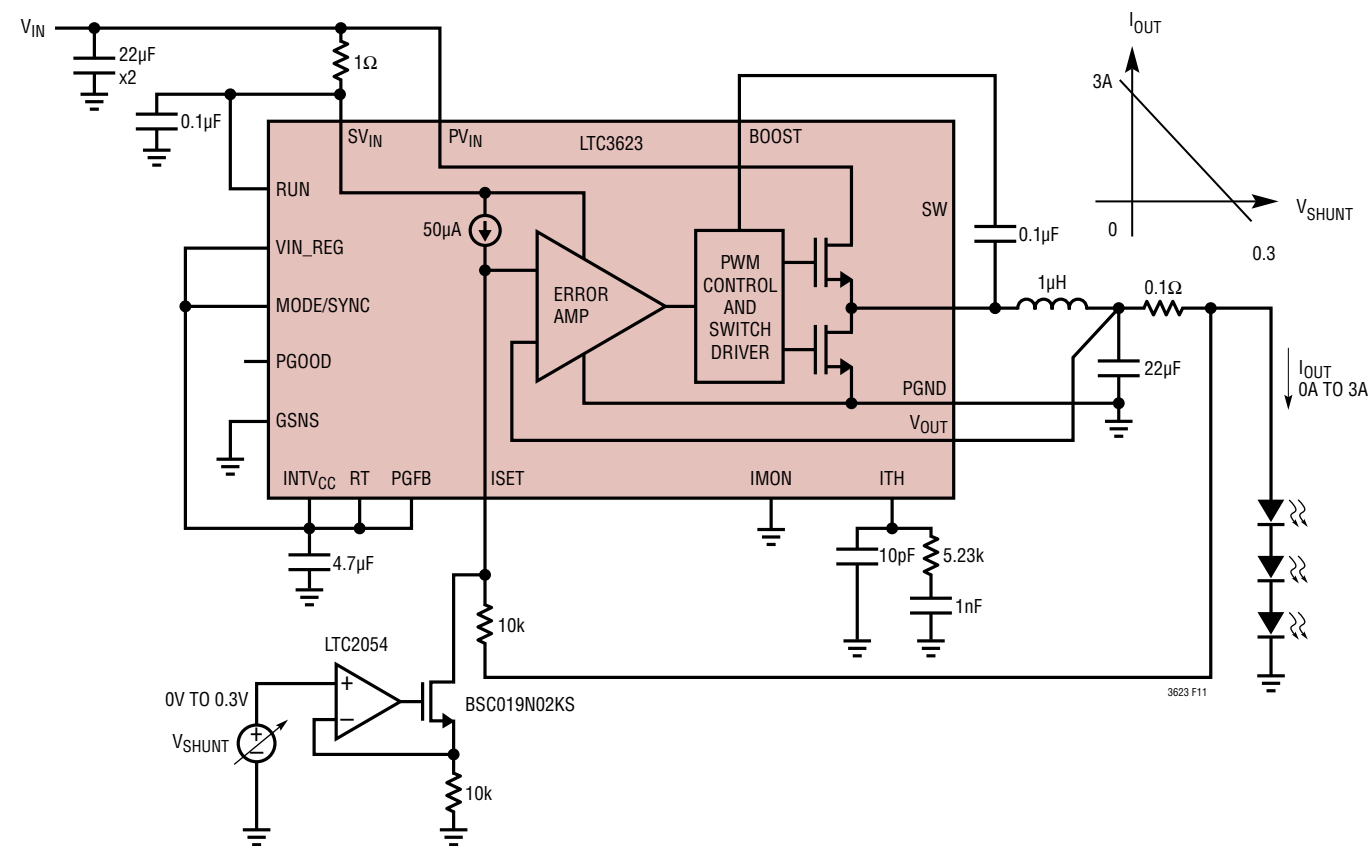 VIN
22µF
x2
1Ω
0.1µF
SVIN
PVIN
LTC3623
BOOST
RUN
VIN_REG
MODE/SYNC
PGOOD
GSNS
50µA
ERROR
AMP
PWM
CONTROL
AND
SWITCH
DRIVER
SW
0.1µF
1µH
0.1Ω
22µF
PGND
VOUT
INTVCC
RT
PGFB
ISET
IMON
ITH
4.7µF
10pF
5.23k
1nF
10k
LTC2054
+
−
BSC019N02KS
0V TO 0.3V
VSHUNT
+
−
10k
IOUT
3A
0
VSHUNT
0.3
IOUT
0A TO 3A
3623 F11